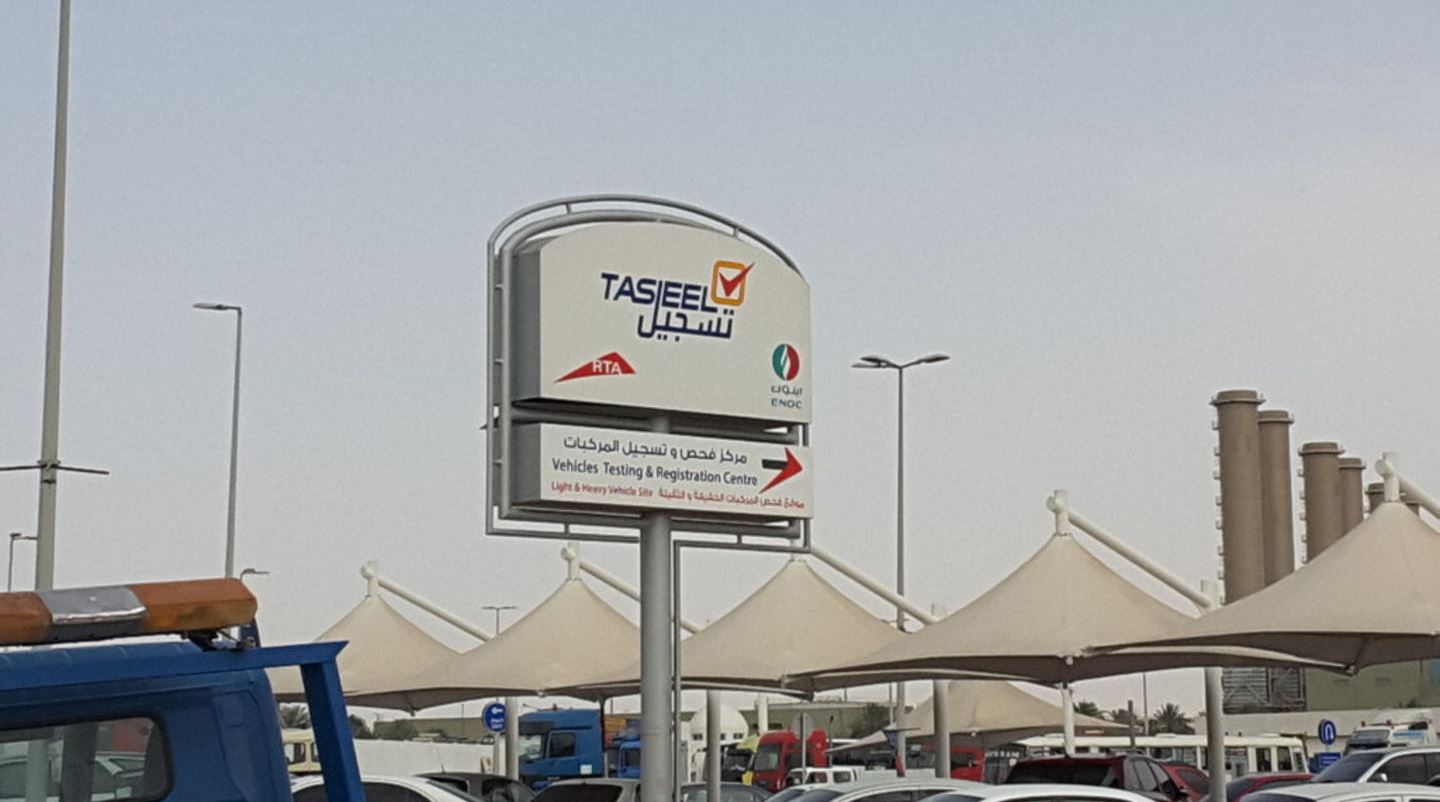 TASJEEL
تسجيل
RTA
اينوك
ENOC
مركز فحص و تسجيل المركبات
Vehicles Testing & Registration Centre
Light & Heavy Vehicle Site موقع فحص المركبات الخفيفة و الثقيلة